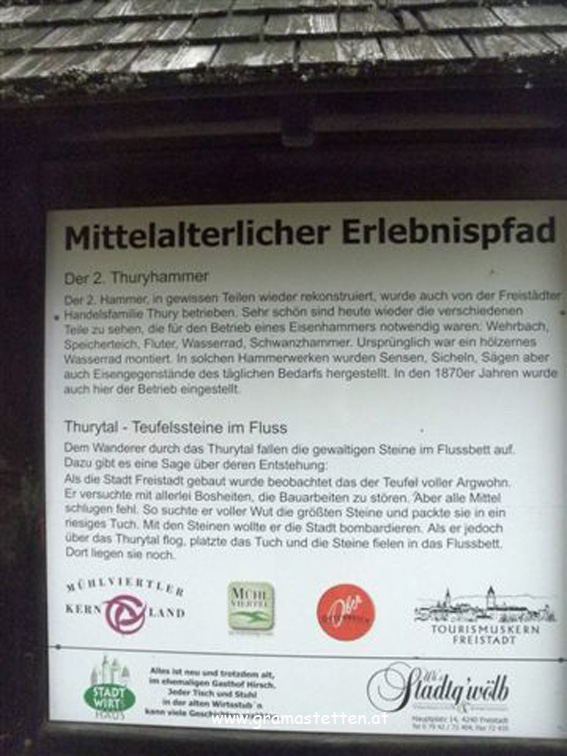 Mittelalterlicher Erlebnispfad
Der 2. Thuryhammer
Der 2. Hammer, in gewissen Teilen wieder rekonstruiert, wurde auch von der Freistädter
Handelsfamilie Thury betrieben. Sehr schön sind heute wieder die verschiedenen
Teile zu sehen, die für den Betrieb eines Eisenhammers notwendig waren: Wehrbach,
Speicherteich, Fluter, Wasserrad, Schwanzhammer. Ursprünglich war ein hölzernes
Wasserrad montiert. In solchen Hammerwerken wurden Sensen, Sicheln, Sägen aber
auch Eisengegenstände des täglichen Bedarfs hergestellt. In den 1870er Jahren wurde
auch hier der Betrieb eingestellt.
Thurytal - Teufelssteine im Fluss
Dem Wanderer durch das Thurytal fallen die gewaltigen Steine im Flussbett auf.
Dazu gibt es eine Sage über deren Entstehung:
Als die Stadt Freistadt gebaut wurde beobachtet das der Teufel voller Argwohn.
Er versuchte mit allerlei Bosheiten, die Bauarbeiten zu stören. Aber alle Mittel
schlugen fehl. So suchte er voller Wut die größten Steine und packte sie in ein
riesiges Tuch. Mit den Steinen wollte er die Stadt bombardieren. Als er jedoch
über das Thurytal flog, platzte das Tuch und die Steine fielen in das Flussbett.
Dort liegen sie noch.
MÜHLVIERTLER
KERN LAND
MÜHL
VIERTEL
Ober
ÖSTERREICH
TOURISMUSKERN
FREISTADT
STADT
WIRTS
HAUS
Alles ist neu und trotzdem alt,
im ehemaligen Gasthof Hirsch.
Jeder Tisch und Stuhl
in der alten Wirtsstub´n
kann viele Geschichten
Stadtg'wölb
Hauptplatz 14, 4240 Freistadt
www.gramastetten.at